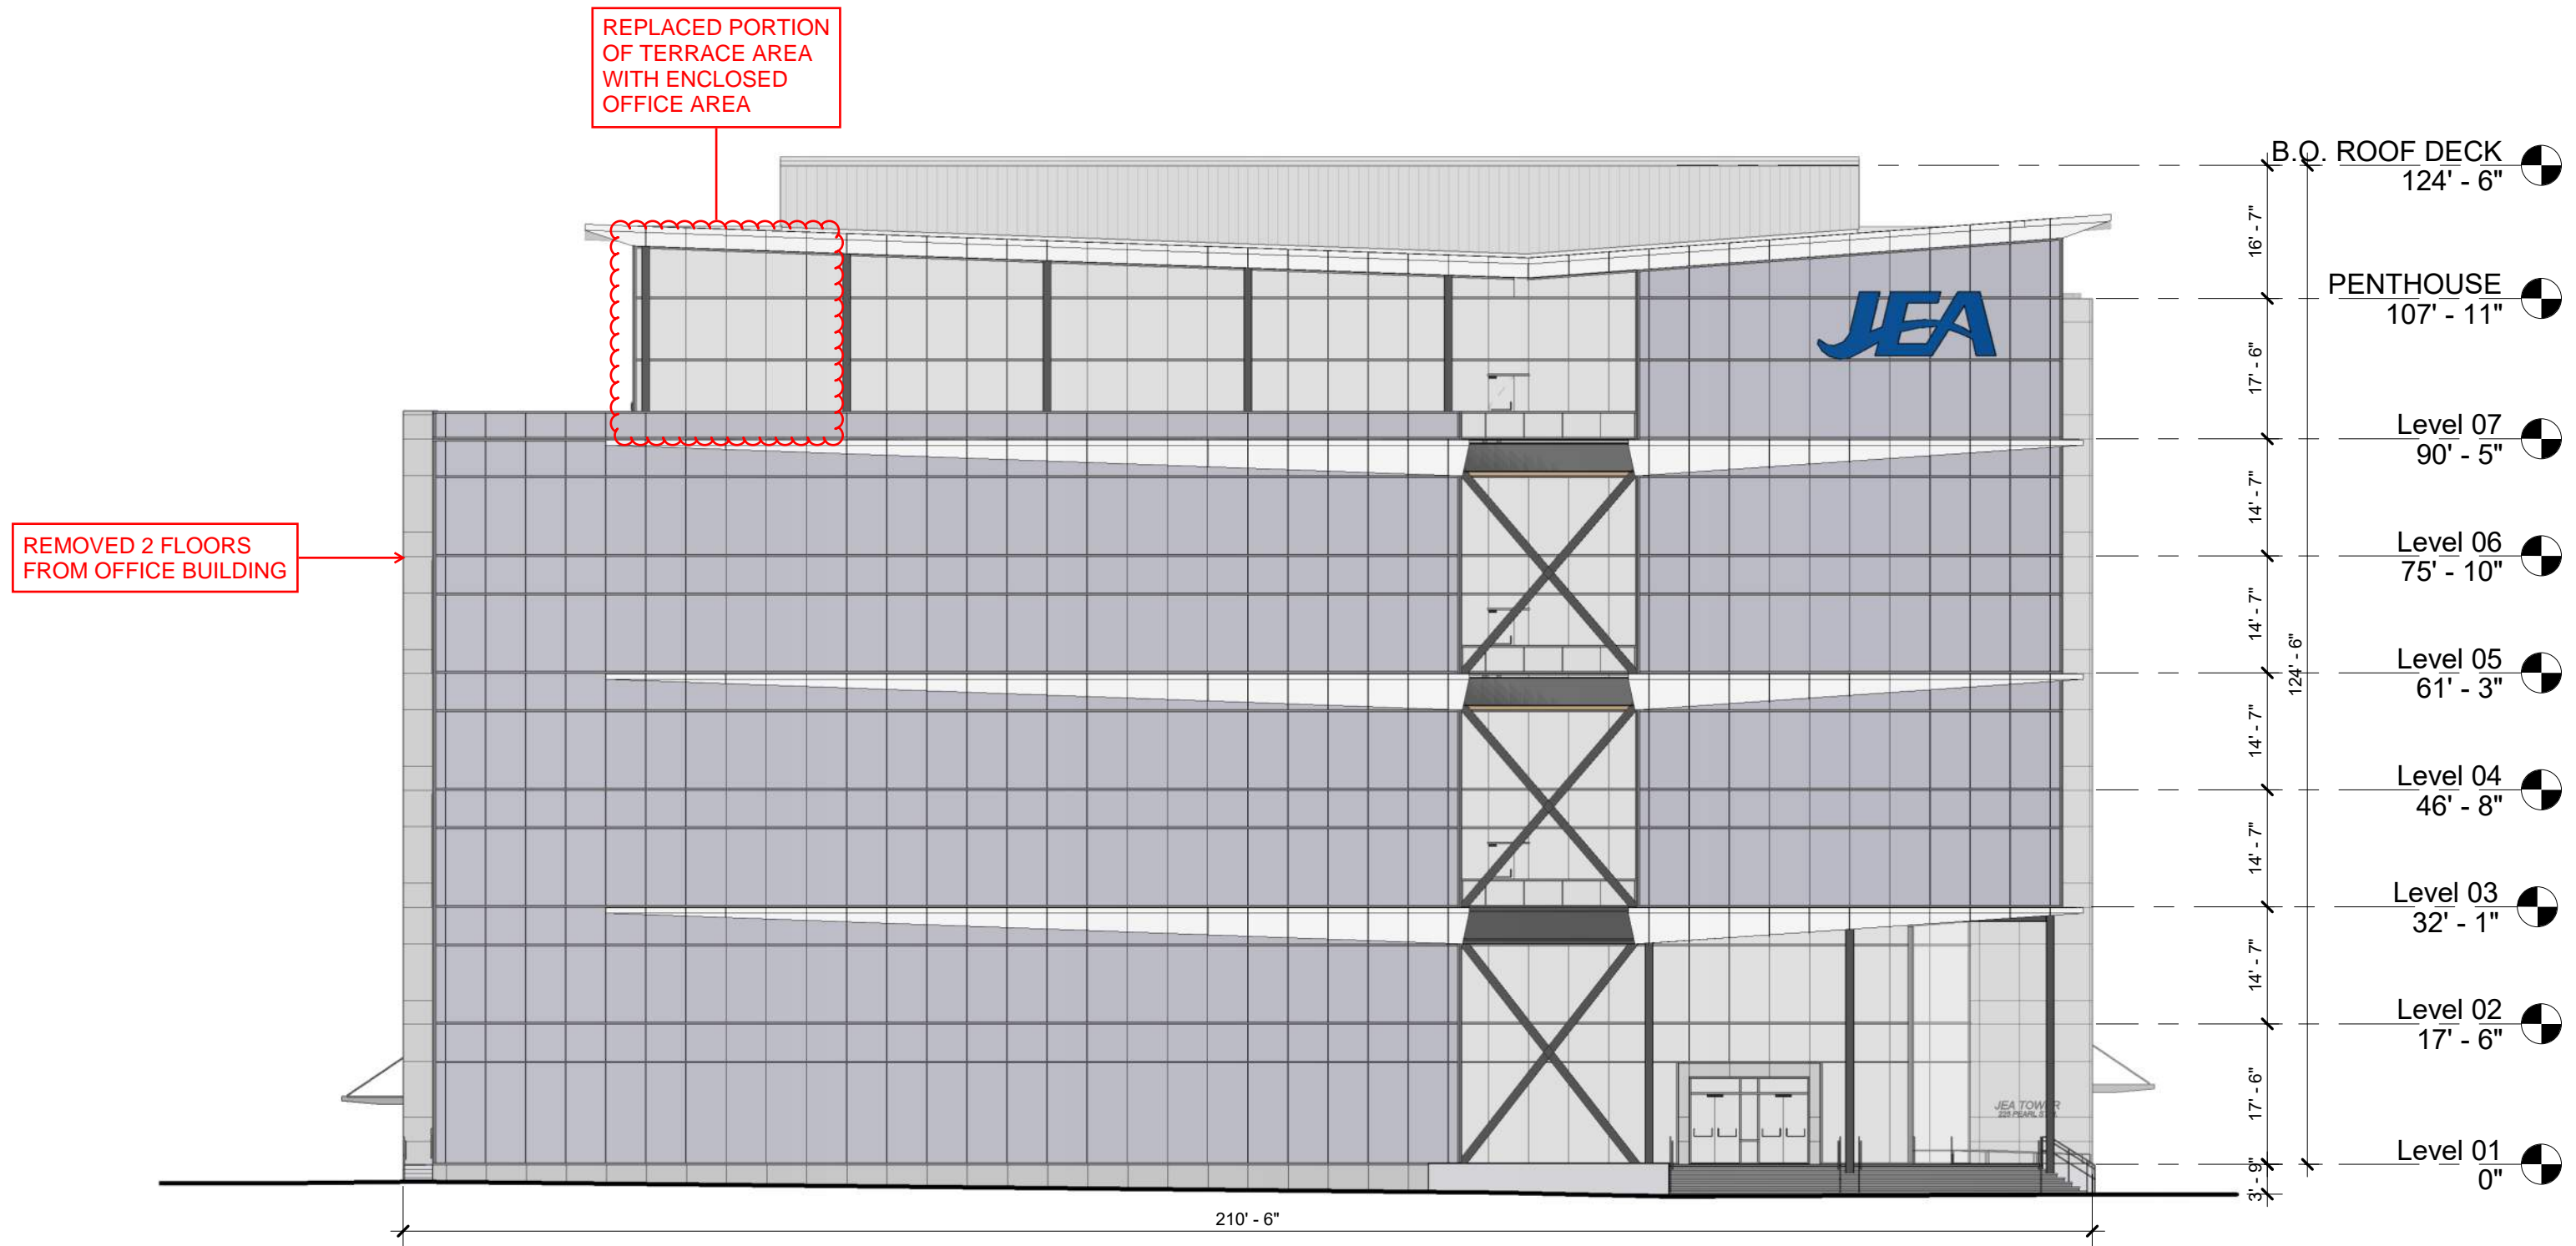 REPLACED PORTION
OF TERRACE AREA
WITH ENCLOSED
OFFICE AREA
B.O. ROOF DECK
124' - 6"
16' - 7"
PENTHOUSE
107' - 11"
JEA
17' - 6"
Level 07
90' - 5"
14' - 7"
REMOVED 2 FLOORS
FROM OFFICE BUILDING
Level 06
75' - 10"
14' - 7"
124' - 6"
Level 05
61' - 3"
14' - 7"
Level 04
46' - 8"
14' - 7"
Level 03
32' - 1"
14' - 7"
Level 02
17' - 6"
17' - 6"
JEA TOWER
PEARL
Level 01
0"
3' - 9"
210' - 6"